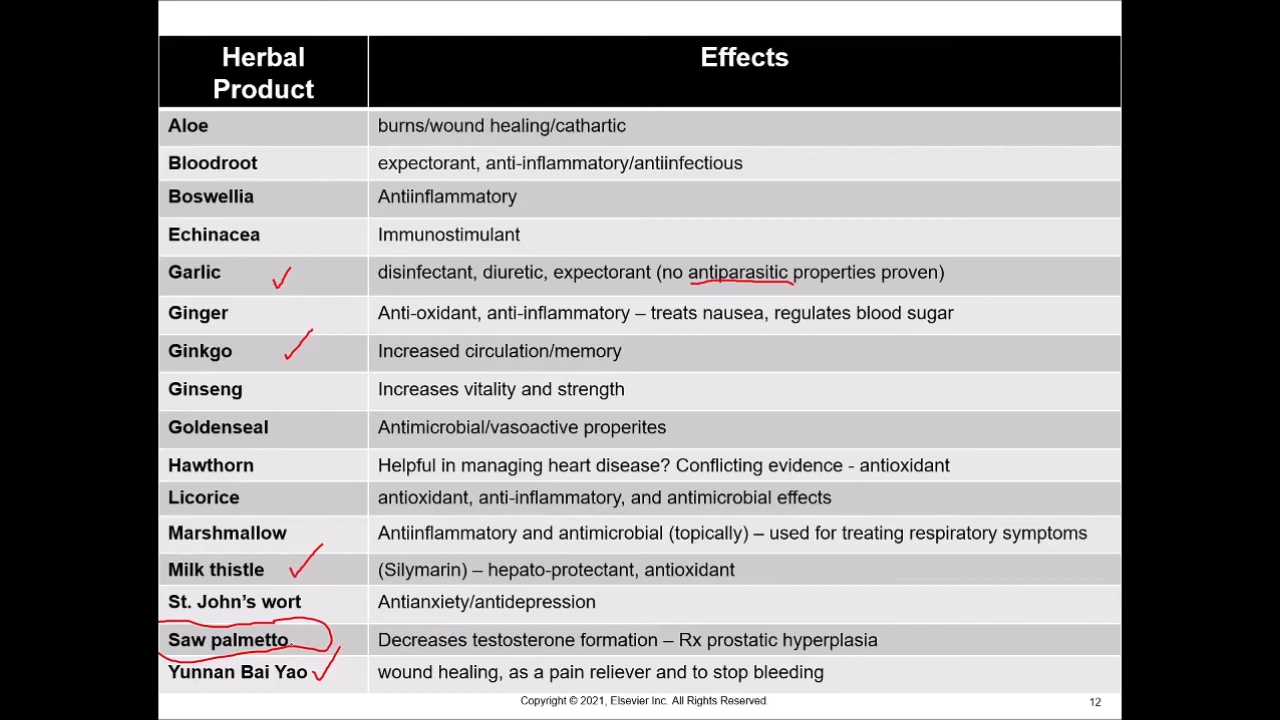 Herbal
Product
Effects
Aloe
burns/wound healing/cathartic
Bloodroot
expectorant, anti-inflammatory/antiinfectious
Boswellia
Antiinflammatory
Echinacea
Immunostimulant
Garlic
disinfectant, diuretic, expectorant (no antiparasitic properties proven)
Ginger
Anti-oxidant, anti-inflammatory – treats nausea, regulates blood sugar
Ginkgo
Increased circulation/memory
Ginseng
Increases vitality and strength
Goldenseal
Antimicrobial/vasoactive properites
Hawthorn
Helpful in managing heart disease? Conflicting evidence - antioxidant
Licorice
antioxidant, anti-inflammatory, and antimicrobial effects
Marshmallow
Antiinflammatory and antimicrobial (topically) – used for treating respiratory symptoms
Milk thistle
(Silymarin) – hepato-protectant, antioxidant
St. John's wort
Antianxiety/antidepression
Saw palmetto
Decreases testosterone formation – Rx prostatic hyperplasia
Yunnan Bai Yao
wound healing, as a pain reliever and to stop bleeding
Copyright © 2021, Elsevier Inc. All Rights Reserved.
12